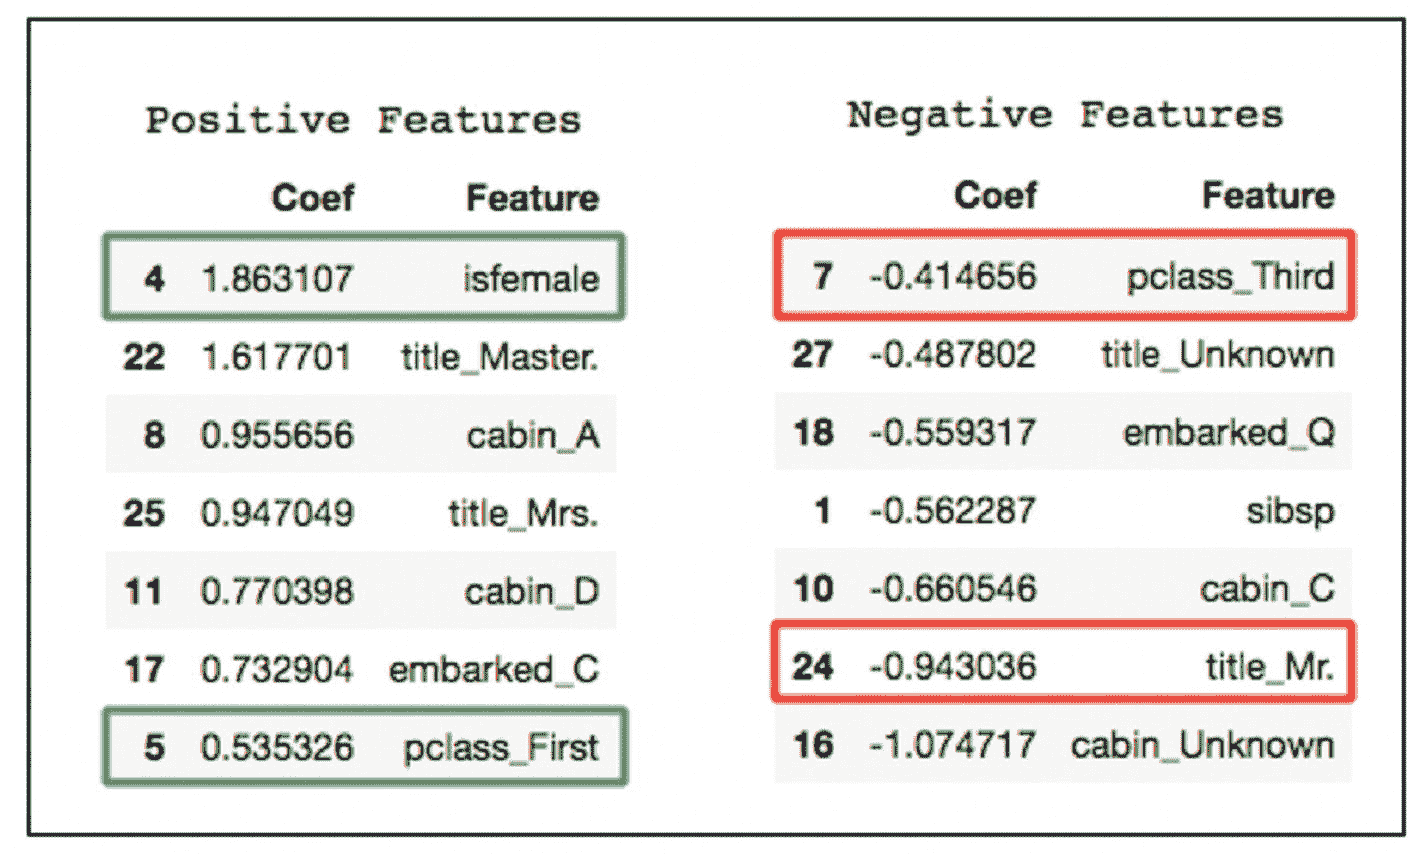 Positive Features
Coef Feature
4 1.863107 isfemale
22 1.617701 title_Master.
8 0.955656 cabin_A
25 0.947049 title_Mrs.
11 0.770398 cabin_D
17 0.732904 embarked_C
5 0.535326 pclass_First
Negative Features
Coef Feature
7 -0.414656 pclass_Third
27 -0.487802 title_Unknown
18 -0.559317 embarked_Q
1 -0.562287 sibsp
10 -0.660546 cabin_C
24 -0.943036 title_Mr.
16 -1.074717 cabin_Unknown